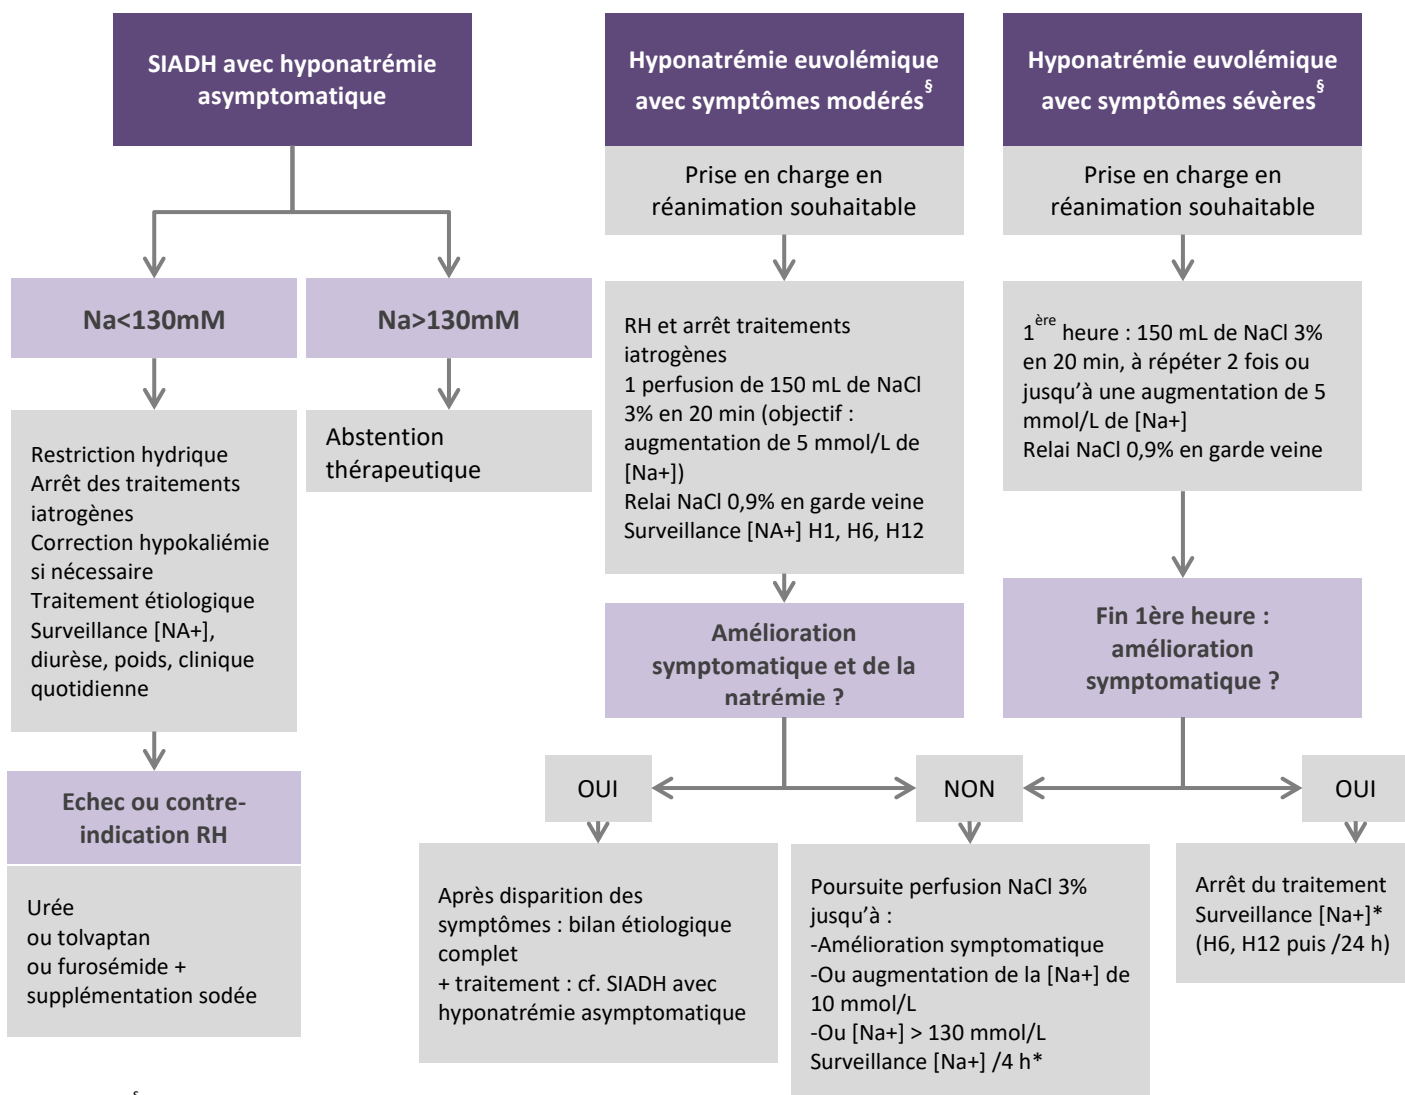 SIADH avec hyponatrémie
asymptomatique
Hyponatrémie euvolémique
avec symptômes modérés§
Hyponatrémie euvolémique
avec symptômes sévères§
Prise en charge en
réanimation souhaitable
Prise en charge en
réanimation souhaitable
Na<130mM
Na>130mM
Restriction hydrique
Arrêt des traitements
iatrogènes
Correction hypokaliémie
si nécessaire
Traitement étiologique
Surveillance [NA+],
diurèse, poids, clinique
quotidienne
Abstention
thérapeutique
RH et arrêt traitements
iatrogènes
1 perfusion de 150 mL de NaCl
3% en 20 min (objectif :
augmentation de 5 mmol/L de
[Na+])
Relai NaCl 0,9% en garde veine
Surveillance [NA+] H1, H6, H12
1ère heure : 150 mL de NaCl 3%
en 20 min, à répéter 2 fois ou
jusqu’à une augmentation de 5
mmol/L de [Na+]
Relai NaCl 0,9% en garde veine
Amélioration
symptomatique et de la
natrémie ?
Fin 1ère heure :
amélioration
symptomatique ?
Echec ou contre-
indication RH
Urée
ou tolvaptan
ou furosémide +
supplémentation sodée
OUI
NON
OUI
Après disparition des
symptômes : bilan étiologique
complet
+ traitement : cf. SIADH avec
hyponatrémie asymptomatique
Poursuite perfusion NaCl 3%
jusqu’à :
-Amélioration symptomatique
-Ou augmentation de la [Na+] de
10 mmol/L
-Ou [Na+] > 130 mmol/L
Surveillance [Na+] /4 h*
Arrêt du traitement
Surveillance [Na+]*
(H6, H12 puis /24 h)